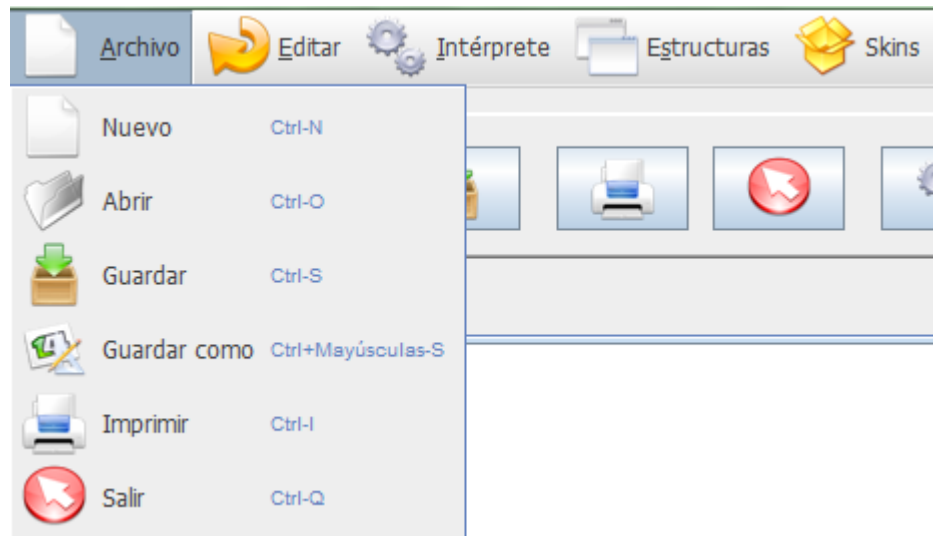 Archivo Editar Intérprete Estructuras Skins
Nuevo Ctrl-N
Abrir Ctrl-O
Guardar Ctrl-S
Guardar como Ctrl+Mayúsculas-S
Imprimir Ctrl-I
Salir Ctrl-Q